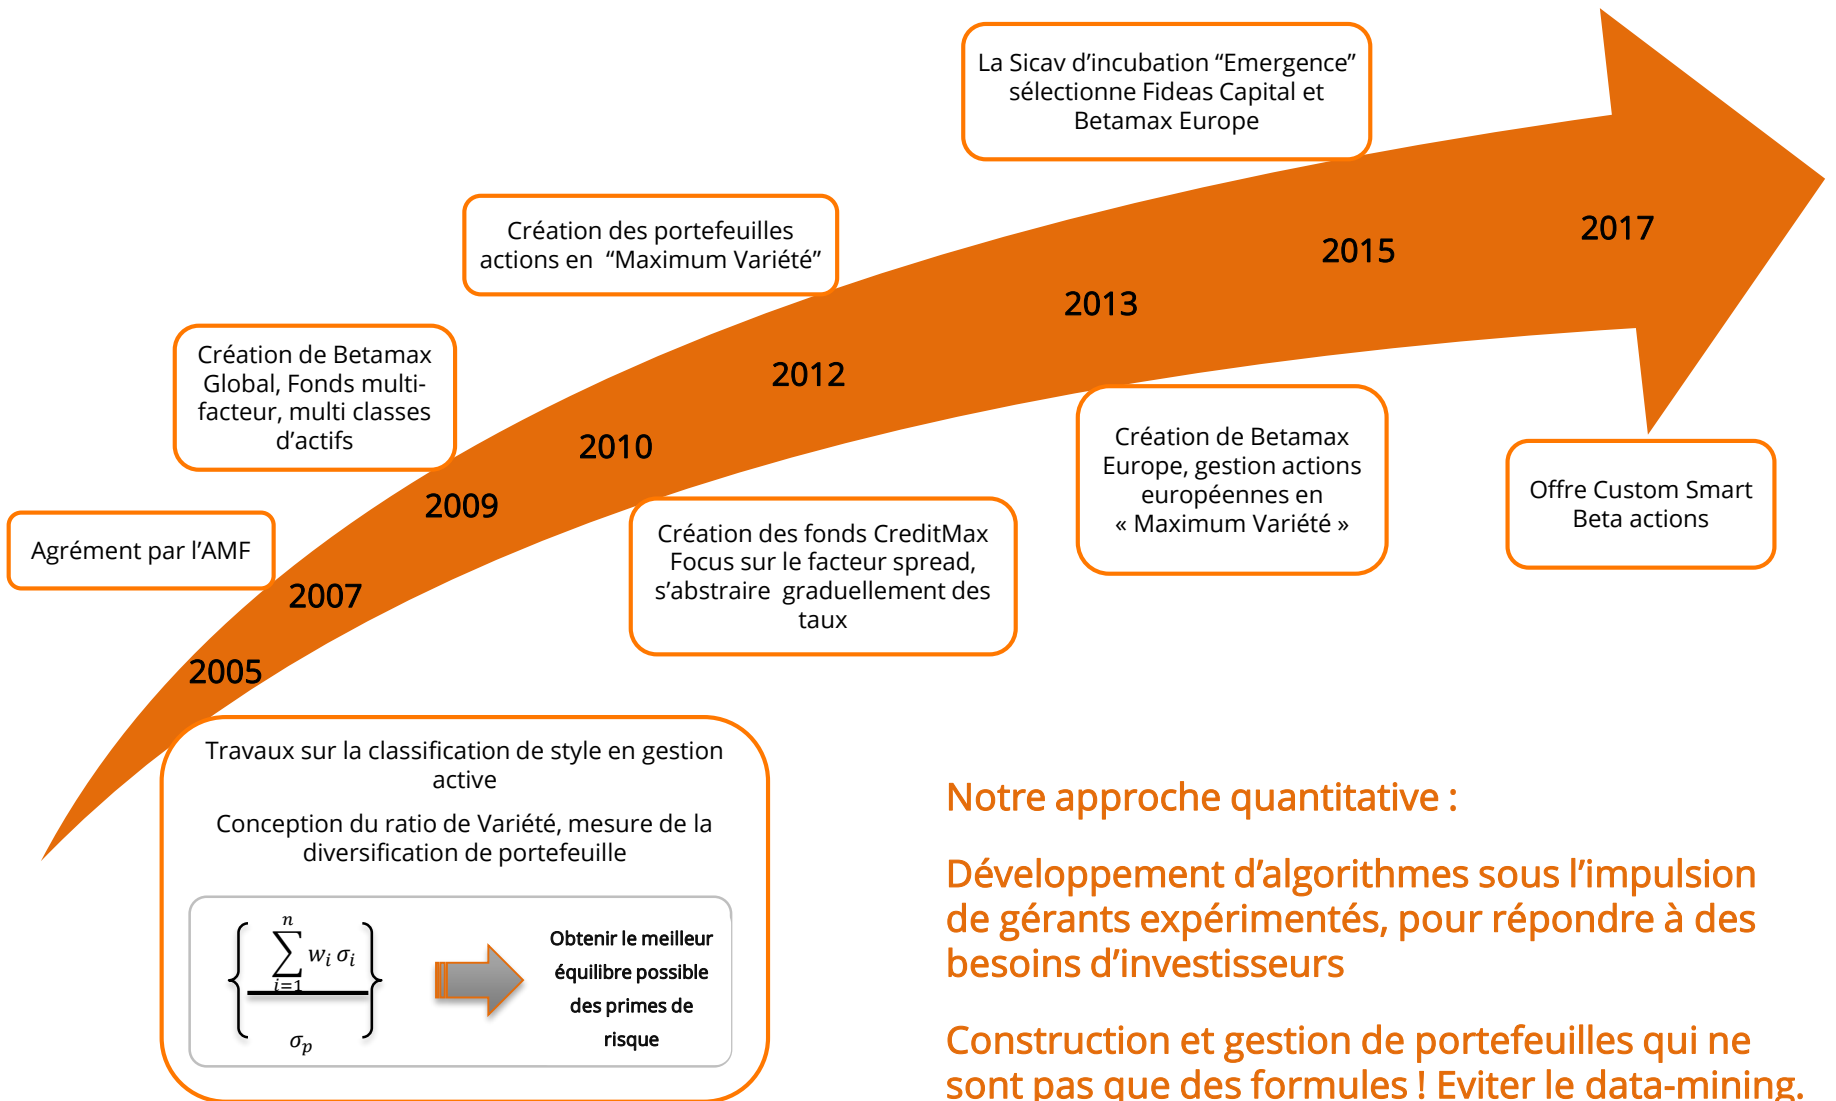 La Sicav d’incubation “Emergence”
sélectionne Fideas Capital et
Betamax Europe
Création des portefeuilles
actions en  “Maximum Variété”
Création de Betamax
Global, Fonds multi-
facteur, multi classes
d’actifs
Agrément par l’AMF
2005
2007
2009
2010
2012
2013
2015
2017
Création des fonds CreditMax
Focus sur le facteur spread,
s’abstraire  graduellement des
taux
Création de Betamax
Europe, gestion actions
européennes en
« Maximum Variété »
Offre Custom Smart
Beta actions
Travaux sur la classification de style en gestion
active
Conception du ratio de Variété, mesure de la
diversification de portefeuille
n
∑ wᵢ σᵢ
i=1
σₚ
Obtenir le meilleur
équilibre possible
des primes de
risque
Notre approche quantitative :
Développement d’algorithmes sous l’impulsion
de gérants expérimentés, pour répondre à des
besoins d’investisseurs
Construction et gestion de portefeuilles qui ne
sont pas que des formules ! Eviter le data-mining.